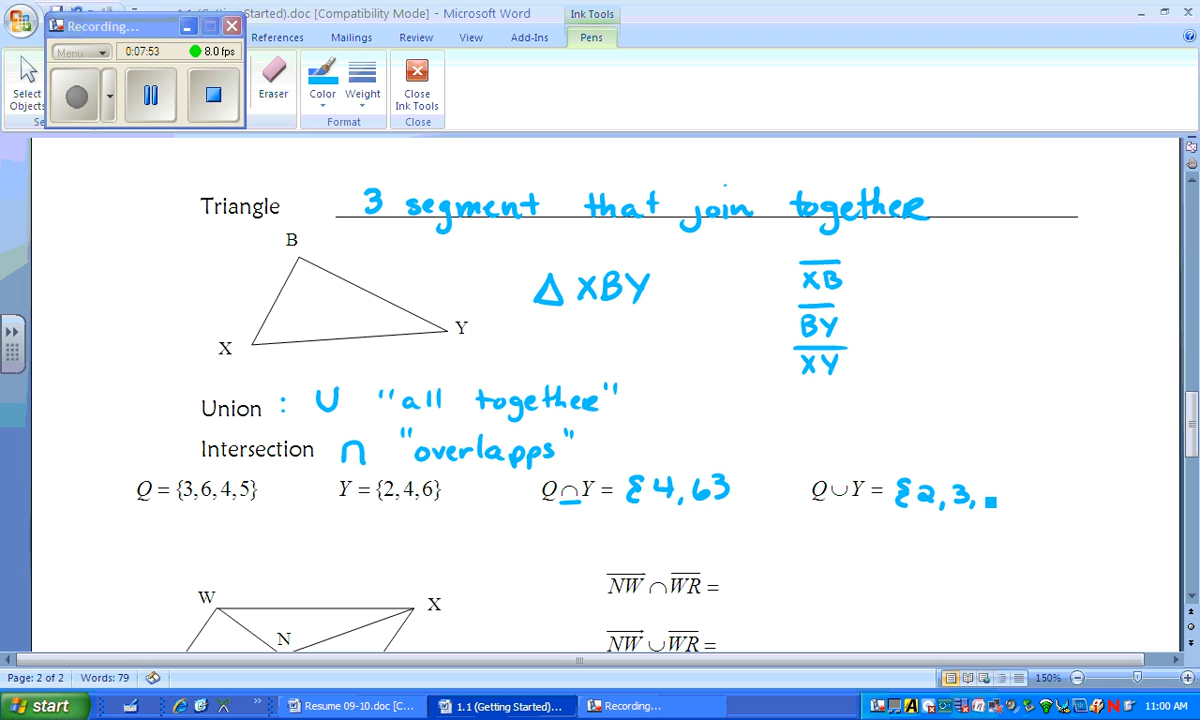 1.1 (Getting Started).doc [Compatibility Mode] - Microsoft Word
Ink Tools
Recording...
References Mailings Review View Add-Ins Pens
Menu 0:07:53 8.0 fps
Select Objects
Eraser
Color
Weight
Close Ink Tools
Format
Close
Triangle 3 segment that join together
B
X
Y
Δ XBY
XB
BY
XY
Union : ∪ "all together"
Intersection ∩ "overlapps"
Q = {3, 6, 4, 5} Y = {2, 4, 6} Q ∩ Y = {4, 6} Q ∪ Y = {2, 3,
NW ∩ WR =
W X
N
NW ∪ WR =
Page: 2 of 2 Words: 79 150%
start Resume 09-10.doc [C... 1.1 (Getting Started)... Recording... 11:00 AM